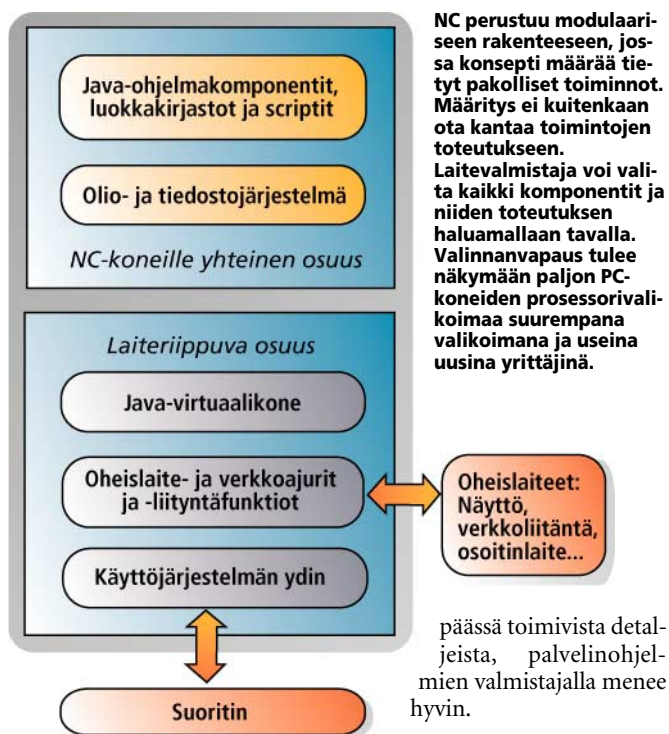 Java-ohjelmakomponentit,
luokkakirjastot ja scriptit
Olio- ja tiedostojärjestelmä
NC-koneille yhteinen osuus
Laiteriippuva osuus
Java-virtuaalikone
Oheislaite- ja verkkoajurit
ja -liityntäfunktiot
Käyttöjärjestelmän ydin
Suoritin
Oheislaiteet:
Näyttö,
verkkoliitäntä,
osoitinlaite...
NC perustuu modulaari-
seen rakenteeseen, jos-
sa konsepti määrää tie-
tyt pakolliset toiminnot.
Määritys ei kuitenkaan
ota kantaa toimintojen
toteutukseen.
Laitevalmistaja voi vali-
ta kaikki komponentit ja
niiden toteutuksen
haluamallaan tavalla.
Valinnanvapaus tulee
näkymään paljon PC-
koneiden prosessorivali-
koimaa suurempana
valikoimana ja useina
uusina yrittäjinä.
päässä toimivista detal-
jeista, palvelinohjel-
mien valmistajalla menee
hyvin.